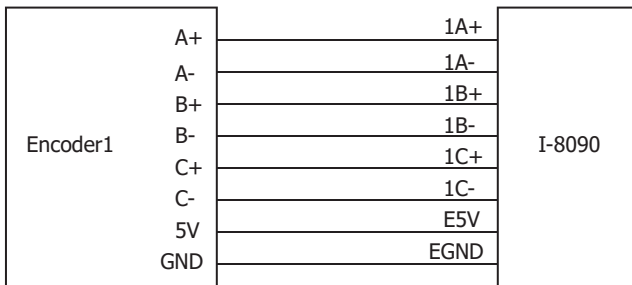 A+ 1A+
A- 1A-
B+ 1B+
B- 1B-
Encoder1 I-8090
C+ 1C+
C- 1C-
5V E5V
GND EGND